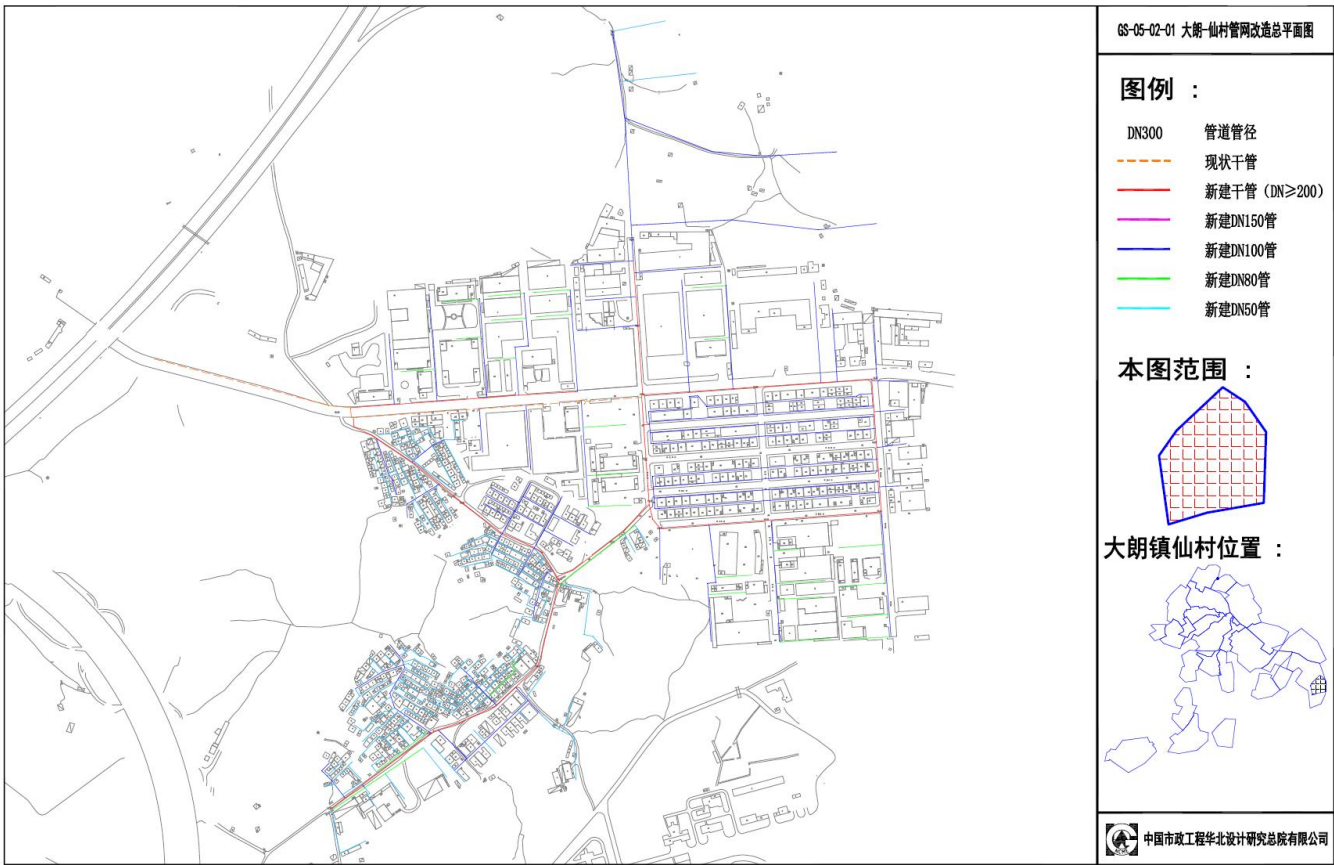 GS-05-02-01 大朗-仙村管网改造总平面图
图例 :
DN300 管道管径
现状干管
新建干管（DN≥200）
新建DN150管
新建DN100管
新建DN80管
新建DN50管
本图范围 :
大朗镇仙村位置 :
中国市政工程华北设计研究总院有限公司